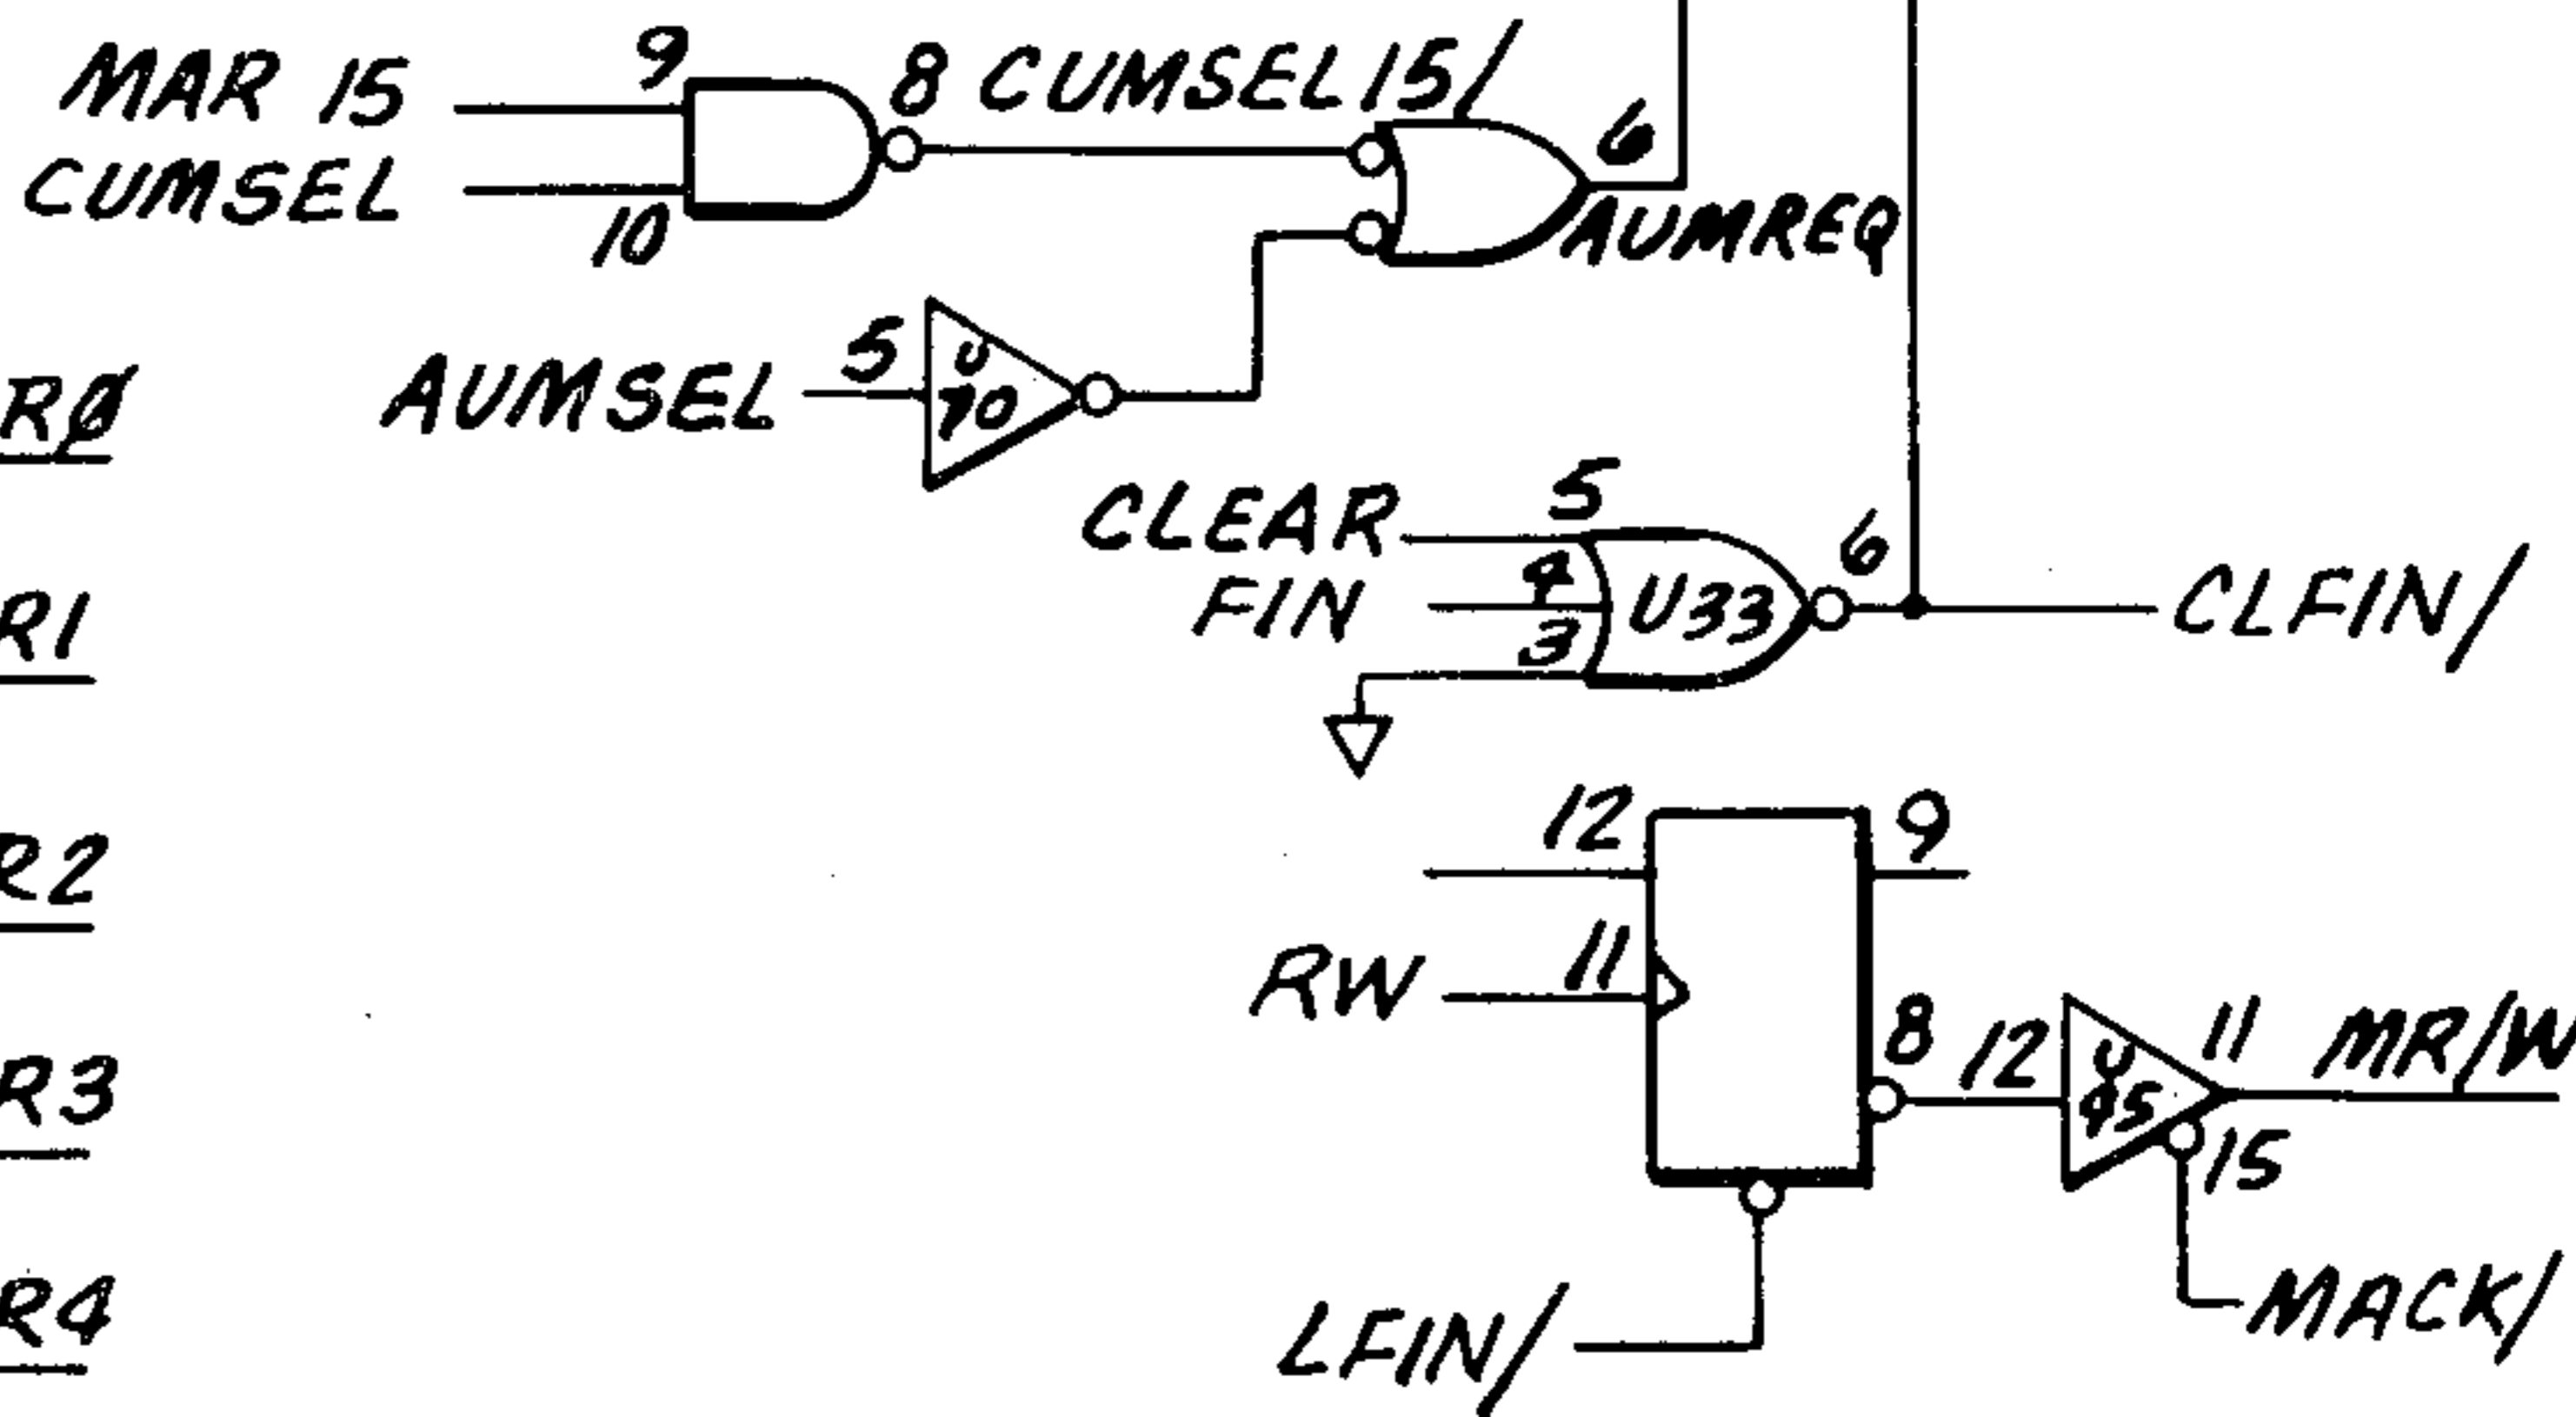 MAR 15
CUMSEL
9
10
8 CUMSEL15/
6
AUMREQ
AUMSEL
5
U
70
CLEAR
FIN
5
4
3
U33
6
CLFIN/
RØ
R1
R2
R3
R4
12
9
RW
11
8
12
U
45
11
MR/W
15
MACK/
LFIN/